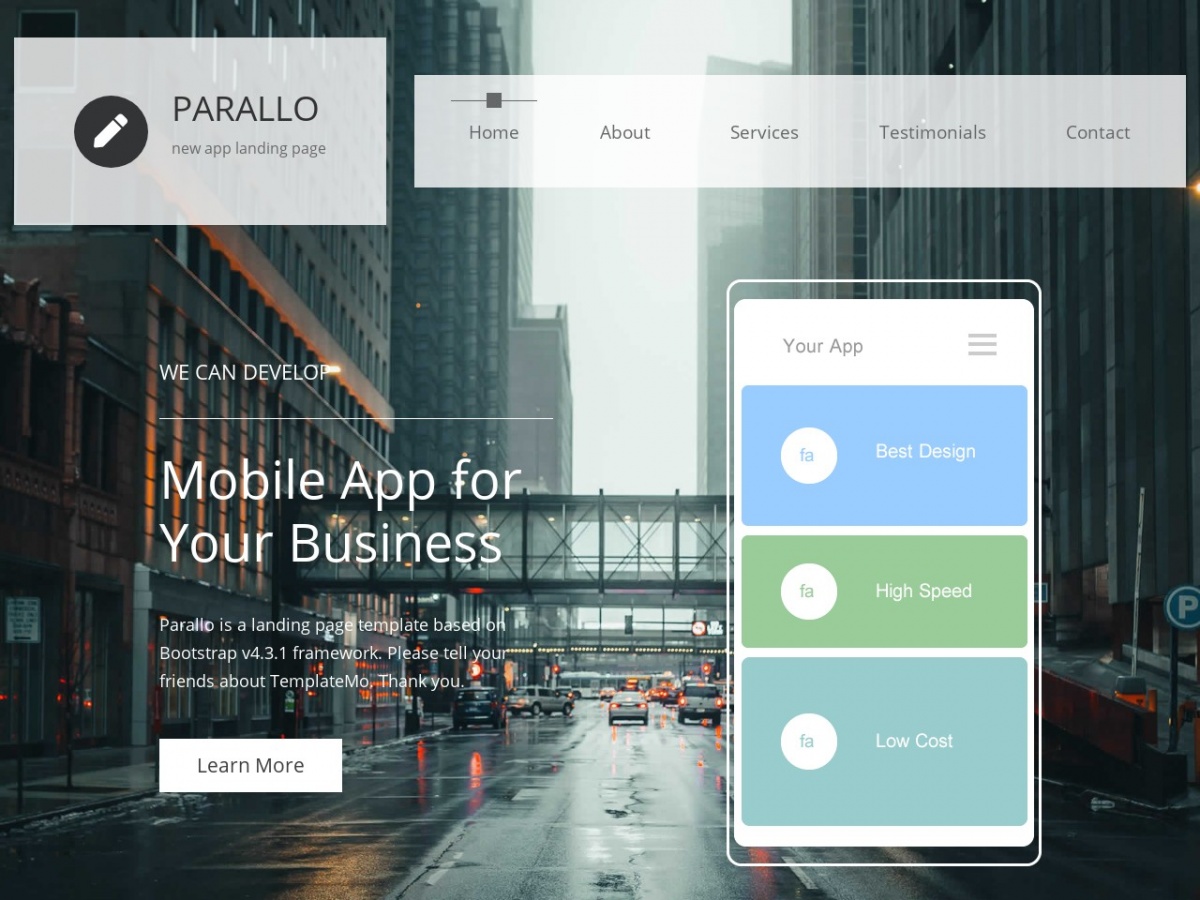 PARALLO
new app landing page
Home
About
Services
Testimonials
Contact
WE CAN DEVELOP
Mobile App for
Your Business
Parallo is a landing page template based on
Bootstrap v4.3.1 framework. Please tell your
friends about TemplateMo. Thank you.
Learn More
Your App
fa
Best Design
fa
High Speed
fa
Low Cost
P